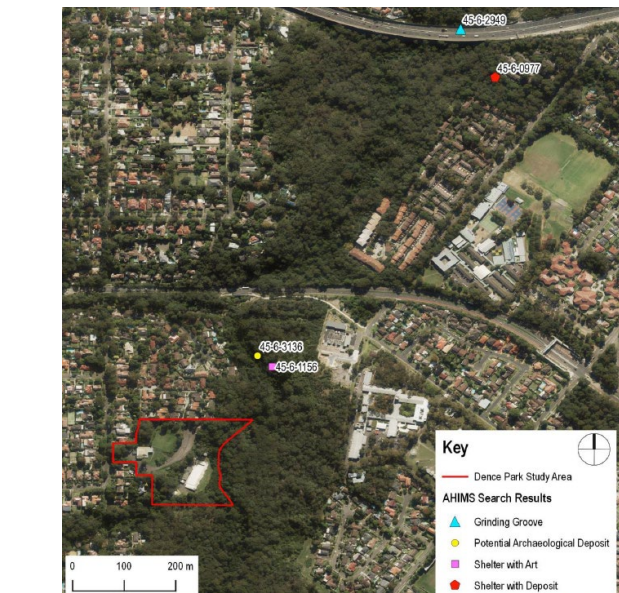 45-6-2949
45-6-0977
45-6-3136
45-6-1156
Key
Dence Park Study Area
AHIMS Search Results
Grinding Groove
Potential Archaeological Deposit
Shelter with Art
Shelter with Deposit
0 100 200 m